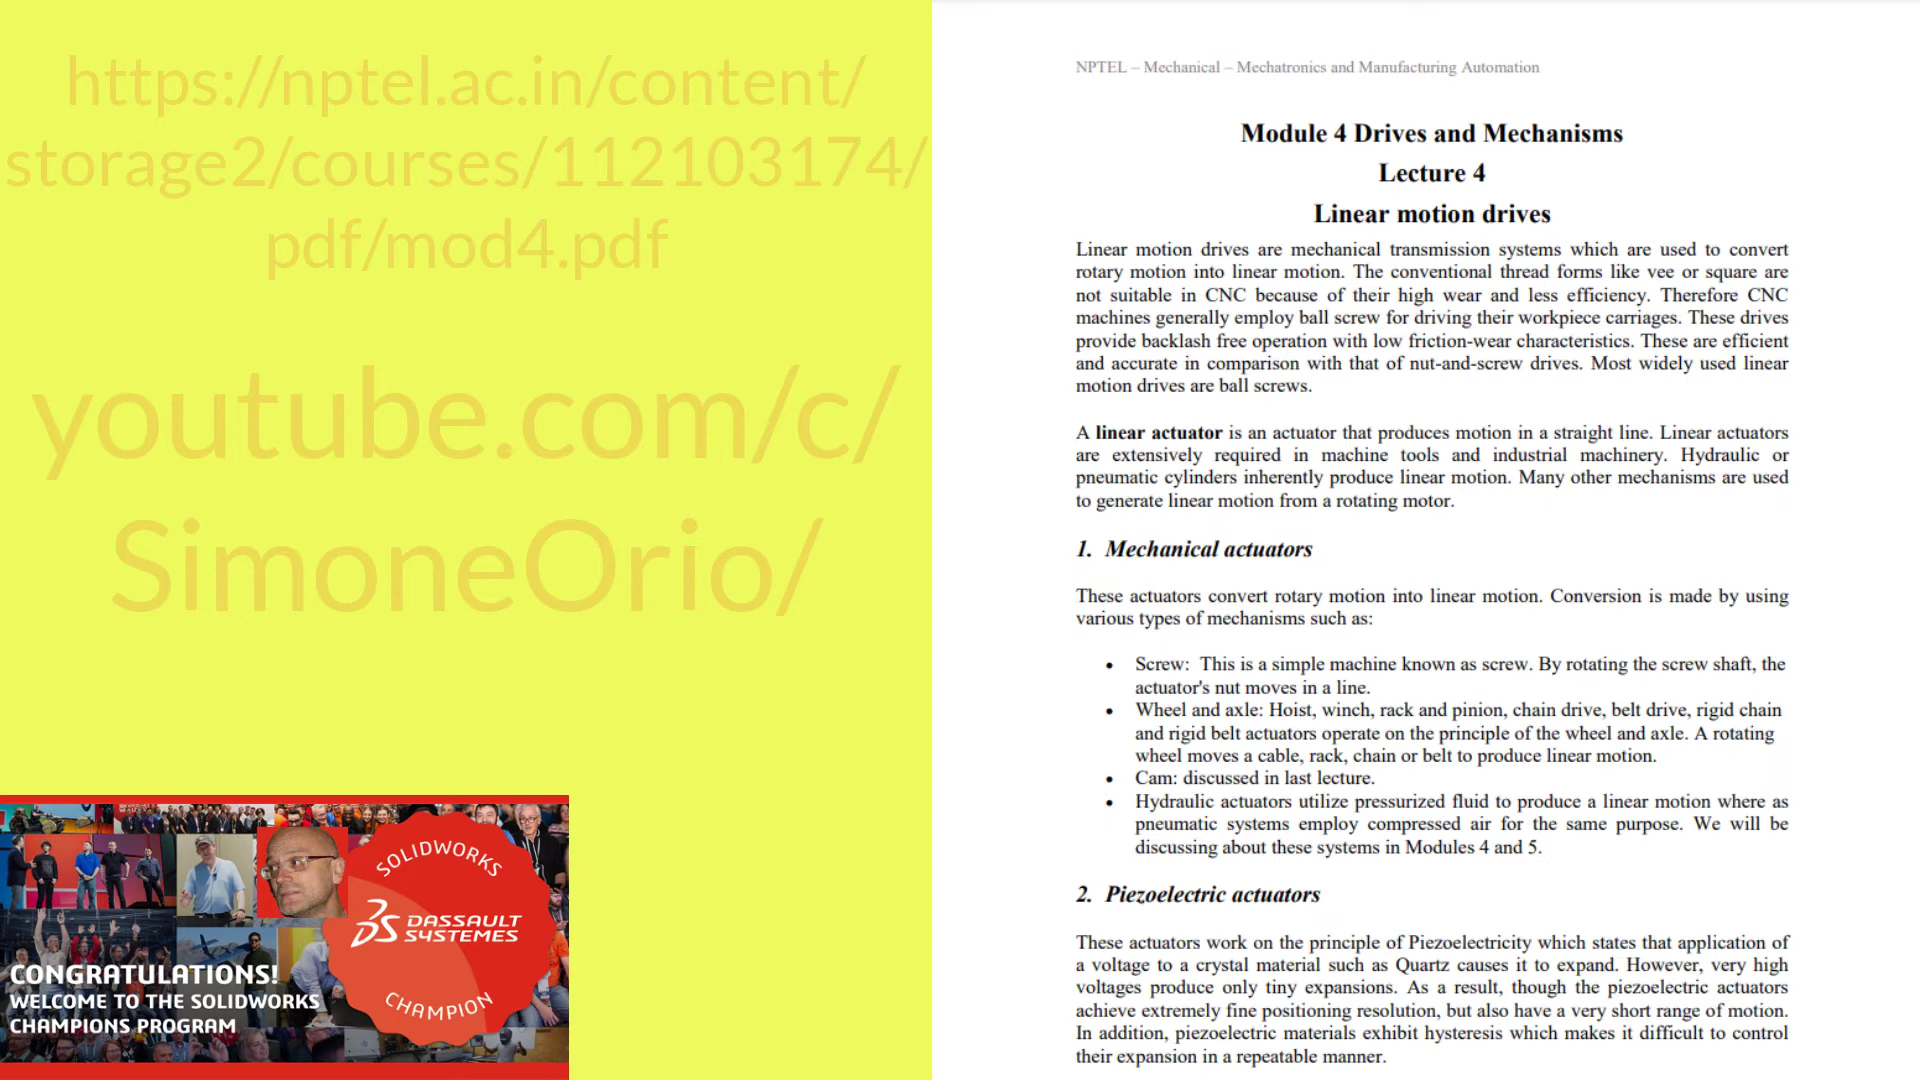 https://nptel.ac.in/content/
storage2/courses/112103174/
pdf/mod4.pdf
youtube.com/c/
SimoneOrio/
SOLIDWORKS
DASSAULT
SYSTEMES
CHAMPION
CONGRATULATIONS!
WELCOME TO THE SOLIDWORKS
CHAMPIONS PROGRAM
NPTEL – Mechanical – Mechatronics and Manufacturing Automation
Module 4 Drives and Mechanisms
Lecture 4
Linear motion drives
Linear motion drives are mechanical transmission systems which are used to convert
rotary motion into linear motion. The conventional thread forms like vee or square are
not suitable in CNC because of their high wear and less efficiency. Therefore CNC
machines generally employ ball screw for driving their workpiece carriages. These drives
provide backlash free operation with low friction-wear characteristics. These are efficient
and accurate in comparison with that of nut-and-screw drives. Most widely used linear
motion drives are ball screws.
A linear actuator is an actuator that produces motion in a straight line. Linear actuators
are extensively required in machine tools and industrial machinery. Hydraulic or
pneumatic cylinders inherently produce linear motion. Many other mechanisms are used
to generate linear motion from a rotating motor.
1. Mechanical actuators
These actuators convert rotary motion into linear motion. Conversion is made by using
various types of mechanisms such as:
• Screw: This is a simple machine known as screw. By rotating the screw shaft, the
actuator's nut moves in a line.
• Wheel and axle: Hoist, winch, rack and pinion, chain drive, belt drive, rigid chain
and rigid belt actuators operate on the principle of the wheel and axle. A rotating
wheel moves a cable, rack, chain or belt to produce linear motion.
• Cam: discussed in last lecture.
• Hydraulic actuators utilize pressurized fluid to produce a linear motion where as
pneumatic systems employ compressed air for the same purpose. We will be
discussing about these systems in Modules 4 and 5.
2. Piezoelectric actuators
These actuators work on the principle of Piezoelectricity which states that application of
a voltage to a crystal material such as Quartz causes it to expand. However, very high
voltages produce only tiny expansions. As a result, though the piezoelectric actuators
achieve extremely fine positioning resolution, but also have a very short range of motion.
In addition, piezoelectric materials exhibit hysteresis which makes it difficult to control
their expansion in a repeatable manner.